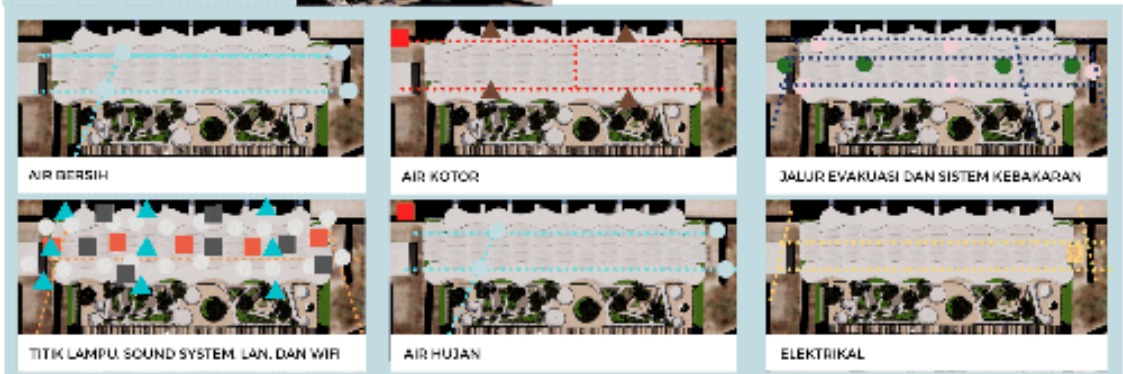 AIR BERSIH
AIR KOTOR
JALUR EVAKUASI DAN SISTEM KEBAKARAN
TITIK LAMPU, SOUND SYSTEM, LAN, DAN WIFI
AIR HUJAN
ELEKTRIKAL